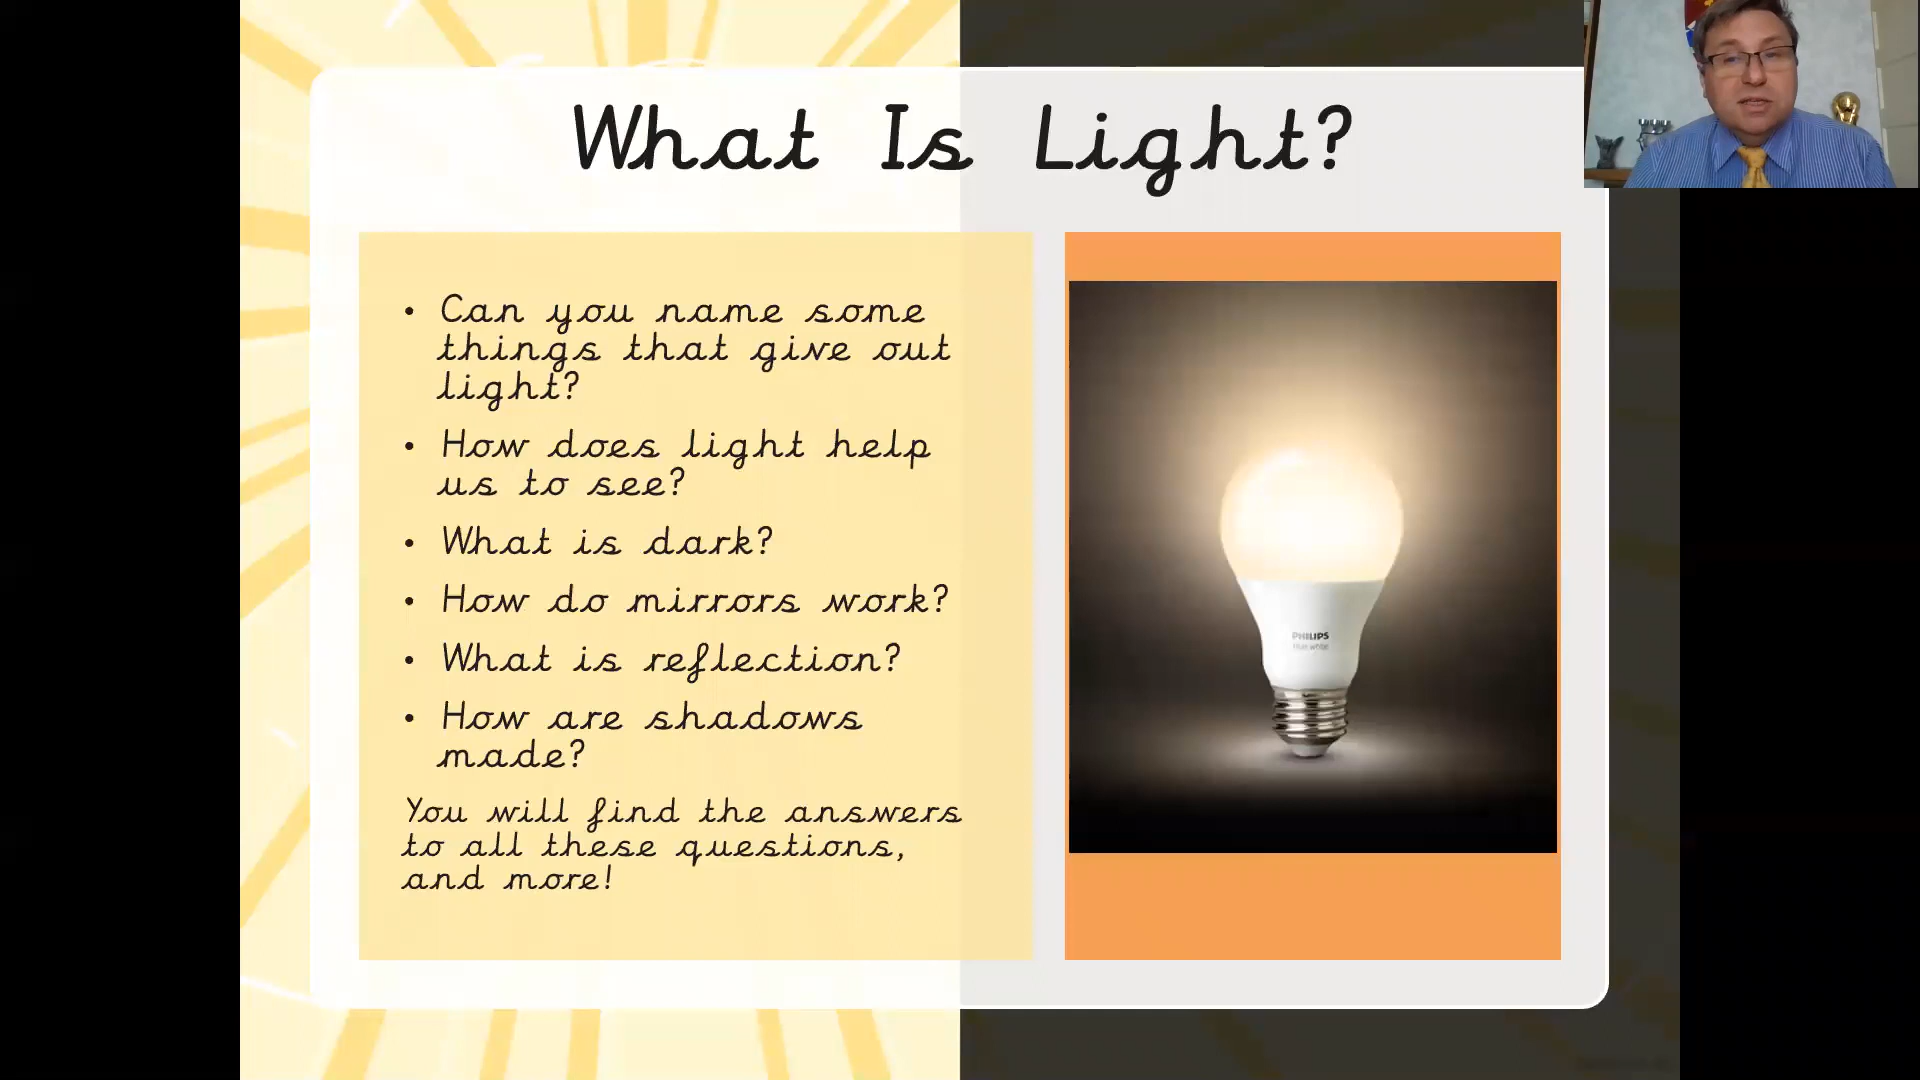 What Is Light?
• Can you name some
things that give out
light?
• How does light help
us to see?
• What is dark?
• How do mirrors work?
• What is reflection?
• How are shadows
made?
You will find the answers
to all these questions,
and more!
PHILIPS
hue white